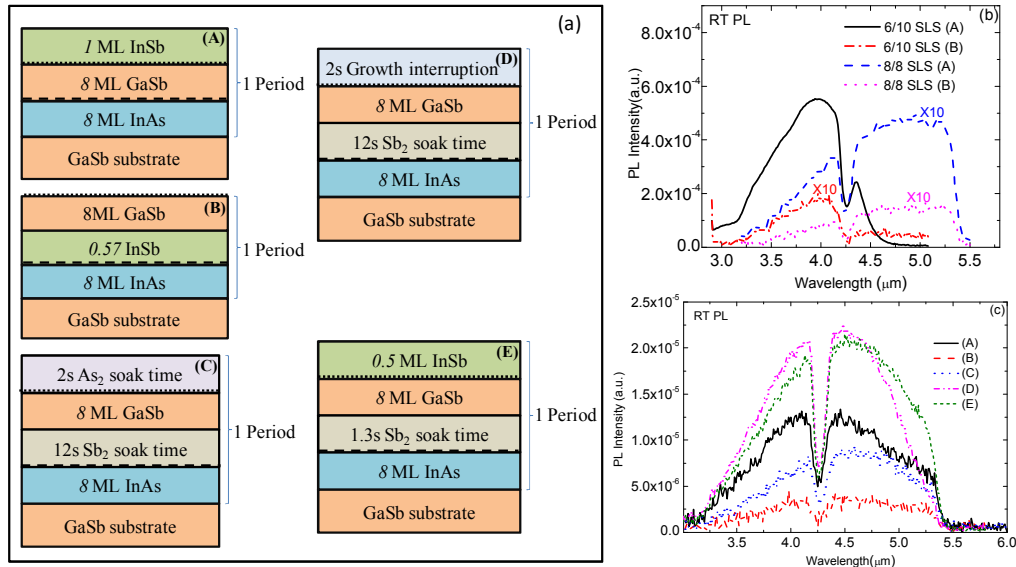 (a)
(A)
1 ML InSb
8 ML GaSb
8 ML InAs
GaSb substrate
1 Period
(B)
8ML GaSb
0.57 InSb
8 ML InAs
GaSb substrate
1 Period
(C)
2s As₂ soak time
8 ML GaSb
12s Sb₂ soak time
8 ML InAs
GaSb substrate
1 Period
(D)
2s Growth interruption
8 ML GaSb
12s Sb₂ soak time
8 ML InAs
GaSb substrate
1 Period
(E)
0.5 ML InSb
8 ML GaSb
1.3s Sb₂ soak time
8 ML InAs
GaSb substrate
1 Period
(b)
RT PL
6/10 SLS (A)
6/10 SLS (B)
8/8 SLS (A)
8/8 SLS (B)
X10
X10
X10
PL Intensity(a.u.)
8.0x10⁻⁴
6.0x10⁻⁴
4.0x10⁻⁴
2.0x10⁻⁴
0.0
3.0 3.5 4.0 4.5 5.0 5.5
Wavelength (μm)
(c)
RT PL
(A)
(B)
(C)
(D)
(E)
PL Intensity (a.u.)
2.5x10⁻⁵
2.0x10⁻⁵
1.5x10⁻⁵
1.0x10⁻⁵
5.0x10⁻⁶
0.0
3.5 4.0 4.5 5.0 5.5 6.0
Wavelength(μm)